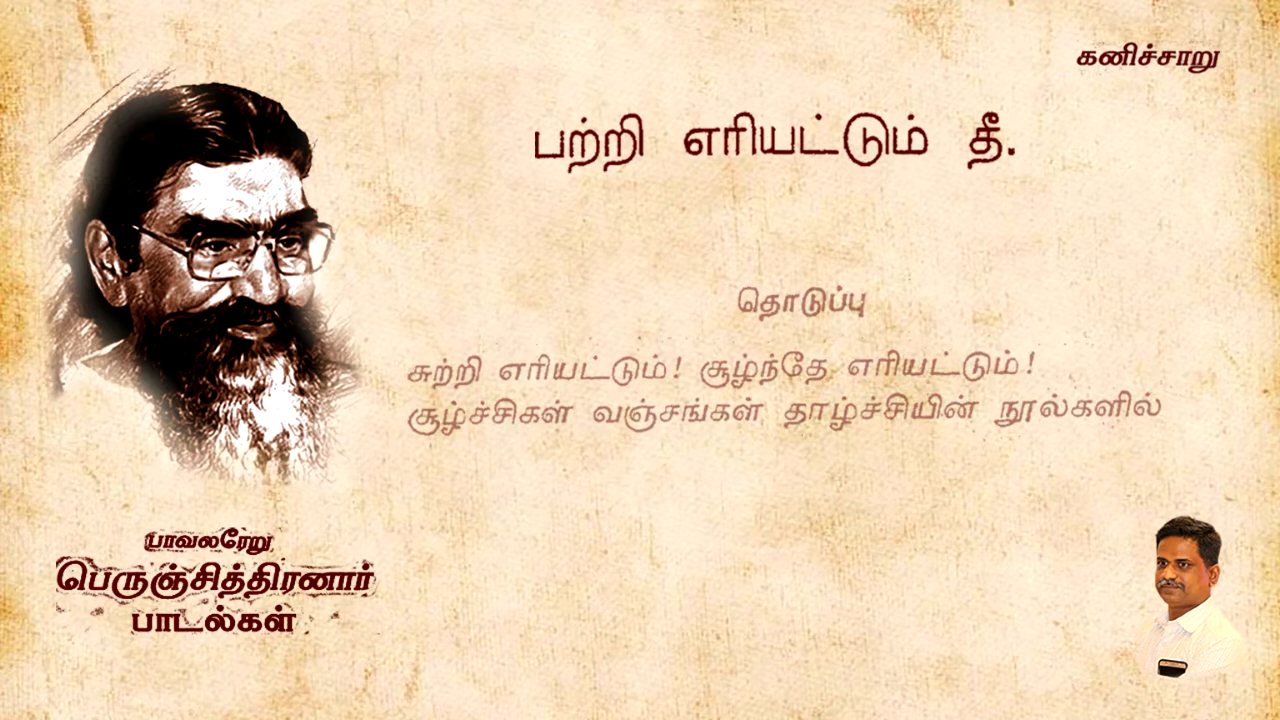 கனிச்சாறு
பற்றி எரியட்டும் தீ.
தொடுப்பு
சுற்றி எரியட்டும்! சூழ்ந்தே எரியட்டும்!
சூழ்ச்சிகள் வஞ்சங்கள் தாழ்ச்சியின் நூல்களில்
பாவலரேறு
பெருஞ்சித்திரனார்
பாடல்கள்